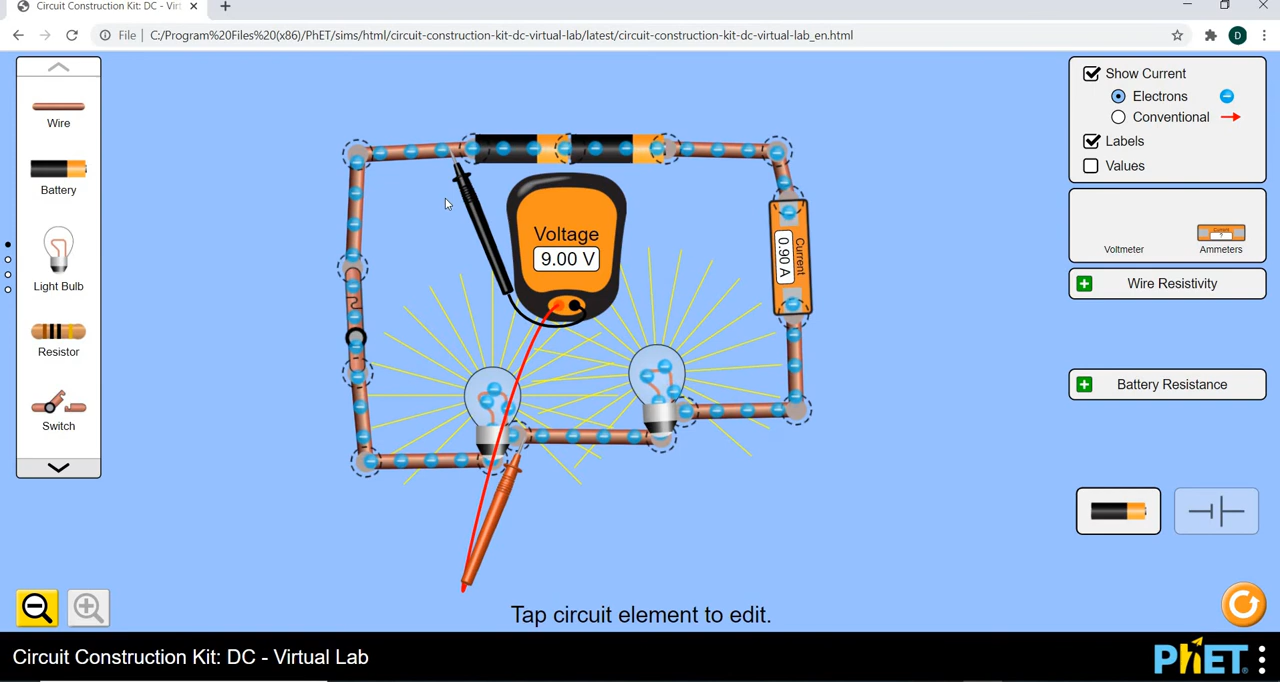 Circuit Construction Kit: DC - Virt
File C:/Program%20Files%20(x86)/PhET/sims/html/circuit-construction-kit-dc-virtual-lab/latest/circuit-construction-kit-dc-virtual-lab_en.html
D
Wire
Battery
Light Bulb
Resistor
Switch
Voltage
9.00 V
Current
0.90 A
Show Current
Electrons
Conventional
Labels
Values
Voltmeter
Current
?
Ammeters
Wire Resistivity
Battery Resistance
Tap circuit element to edit.
Circuit Construction Kit: DC - Virtual Lab
PhET